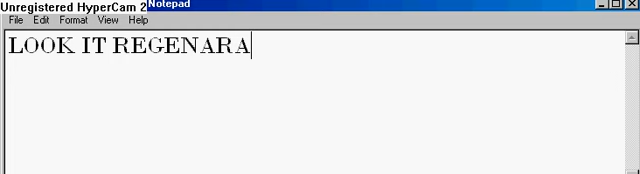 Unregistered HyperCam 2
Notepad
File Edit Format View Help
LOOK IT REGENARA